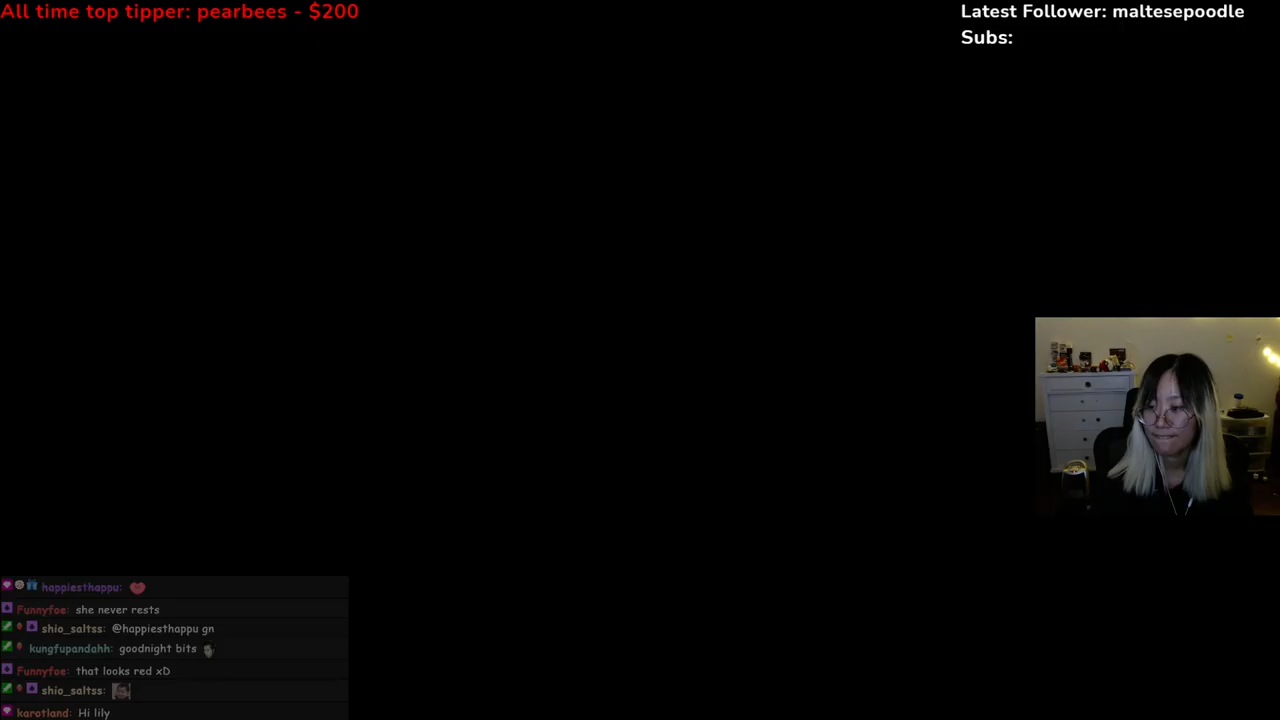 All time top tipper: pearbees - $200
Latest Follower: maltesepoodle
Subs:
happiesthappu:
Funnyfoe: she never rests
shio_saltss: @happiesthappu gn
kungfupandahh: goodnight bits
Funnyfoe: that looks red xD
shio_saltss:
karotland: Hi lily